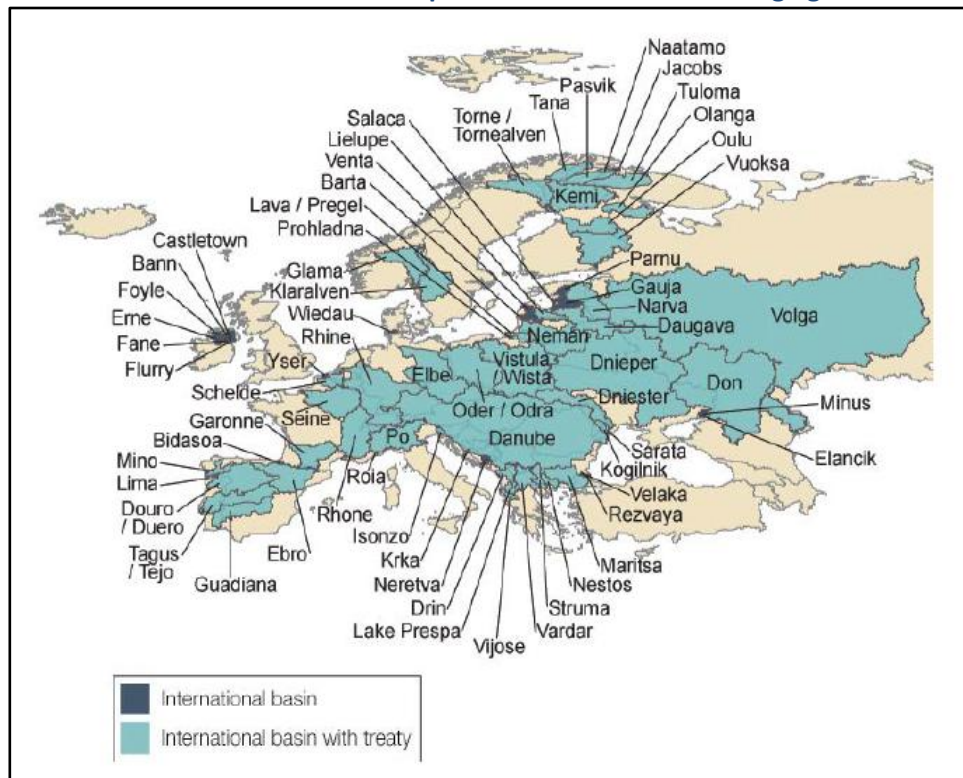 Naatamo
Jacobs
Pasvik
Tuloma
Tana
Olanga
Torne /
Tornealven
Oulu
Salaca
Vuoksa
Lielupe
Venta
Barta
Kemi
Lava / Pregel
Prohladna
Castletown
Parnu
Bann
Glama
Gauja
Foyle
Klaralven
Narva
Erne
Wiedau
Volga
Daugava
Fane
Rhine
Neman
Flurry
Yser
Elbe
Vistula
/ Wista
Dnieper
Schelde
Don
Dniester
Minus
Seine
Oder / Odra
Garonne
Po
Danube
Sarata
Elancik
Bidasoa
Kogilnik
Mino
Roia
Velaka
Lima
Rezvaya
Rhone
Douro
/ Duero
Isonzo
Ebro
Krka
Maritsa
Tagus
/ Tejo
Neretva
Nestos
Guadiana
Drin
Struma
Lake Prespa
Vardar
Vijose
International basin
International basin with treaty